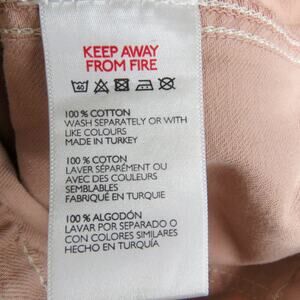 KEEP AWAY
FROM FIRE
40
100 % COTTON
WASH SEPARATELY OR WITH
LIKE COLOURS
MADE IN TURKEY
100 % COTON
LAVER SÉPARÉMENT OU
AVEC DES COULEURS
SEMBLABLES
FABRIQUÉ EN TURQUIE
100 % ALGODÓN
LAVAR POR SEPARADO O
CON COLORES SIMILARES
HECHO EN TURQUÍA